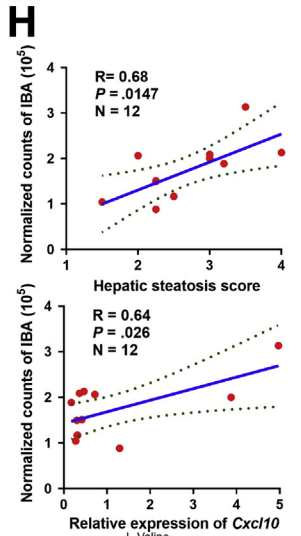 H
Normalized counts of IBA (10⁵)
4
3
2
1
0
R= 0.68
P = .0147
N = 12
1 2 3 4
Hepatic steatosis score
Normalized counts of IBA (10⁵)
4
3
2
1
0
R = 0.64
P = .026
N = 12
0 1 2 3 4 5
Relative expression of Cxcl10